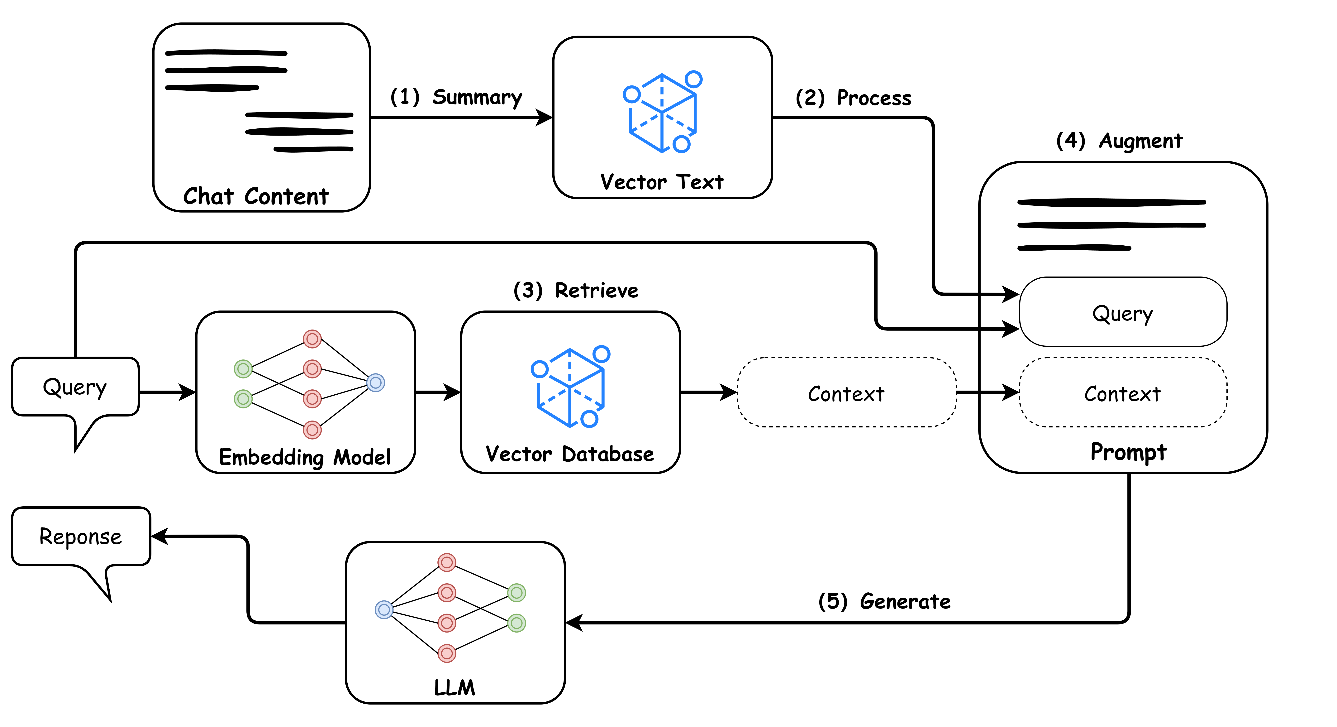 (1) Summary
(2) Process
Chat Content
Vector Text
(4) Augment
(3) Retrieve
Query
Query
Embedding Model
Vector Database
Context
Context
Prompt
Reponse
(5) Generate
LLM